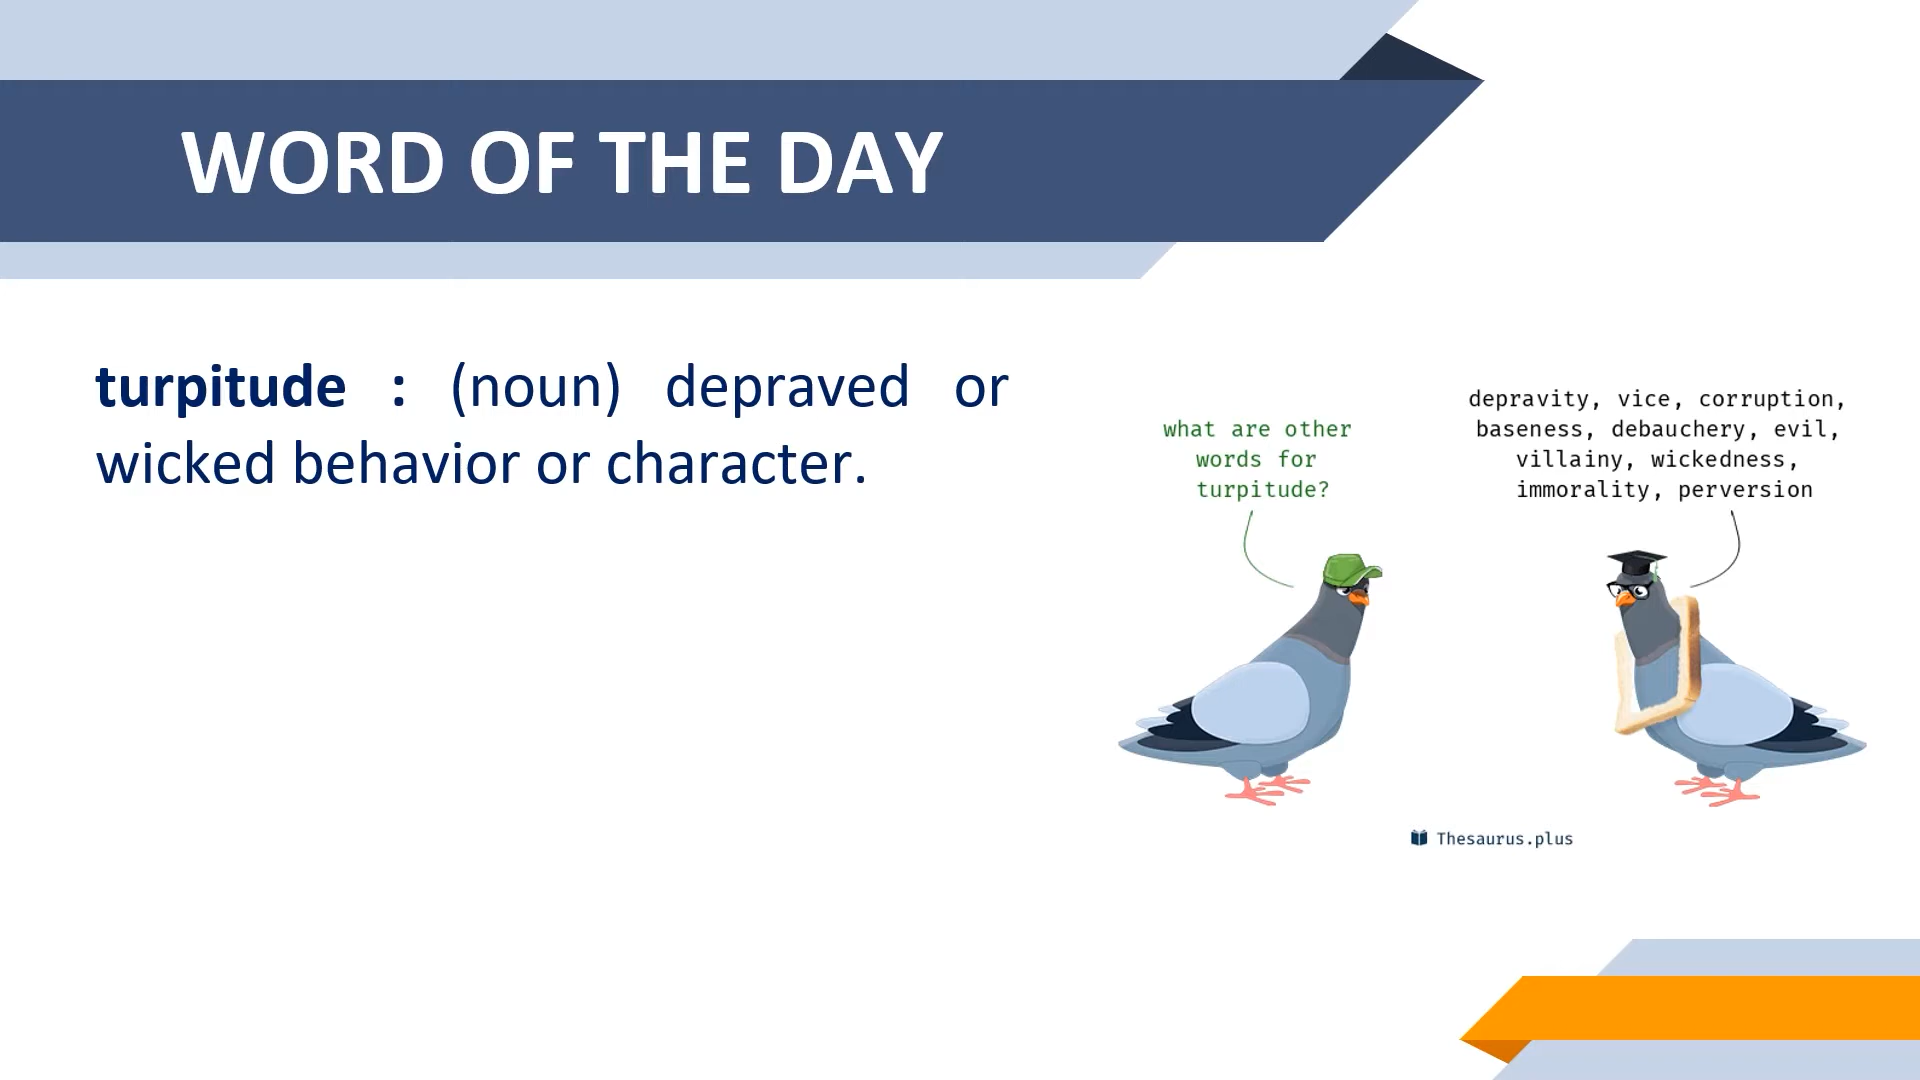 WORD OF THE DAY
turpitude : (noun) depraved or
wicked behavior or character.
what are other
words for
turpitude?
depravity, vice, corruption,
baseness, debauchery, evil,
villainy, wickedness,
immorality, perversion
Thesaurus.plus